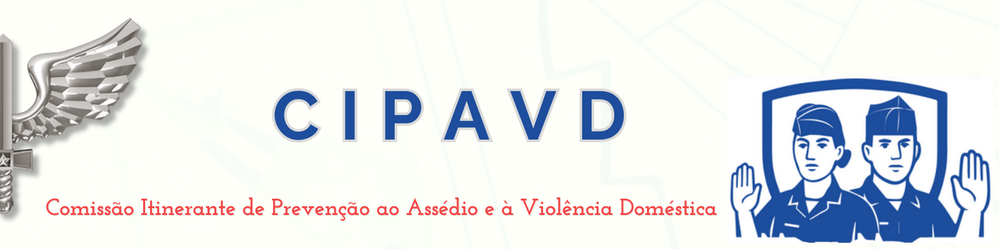 CIPAVD
Comissão Itinerante de Prevenção ao Assédio e à Violência Doméstica